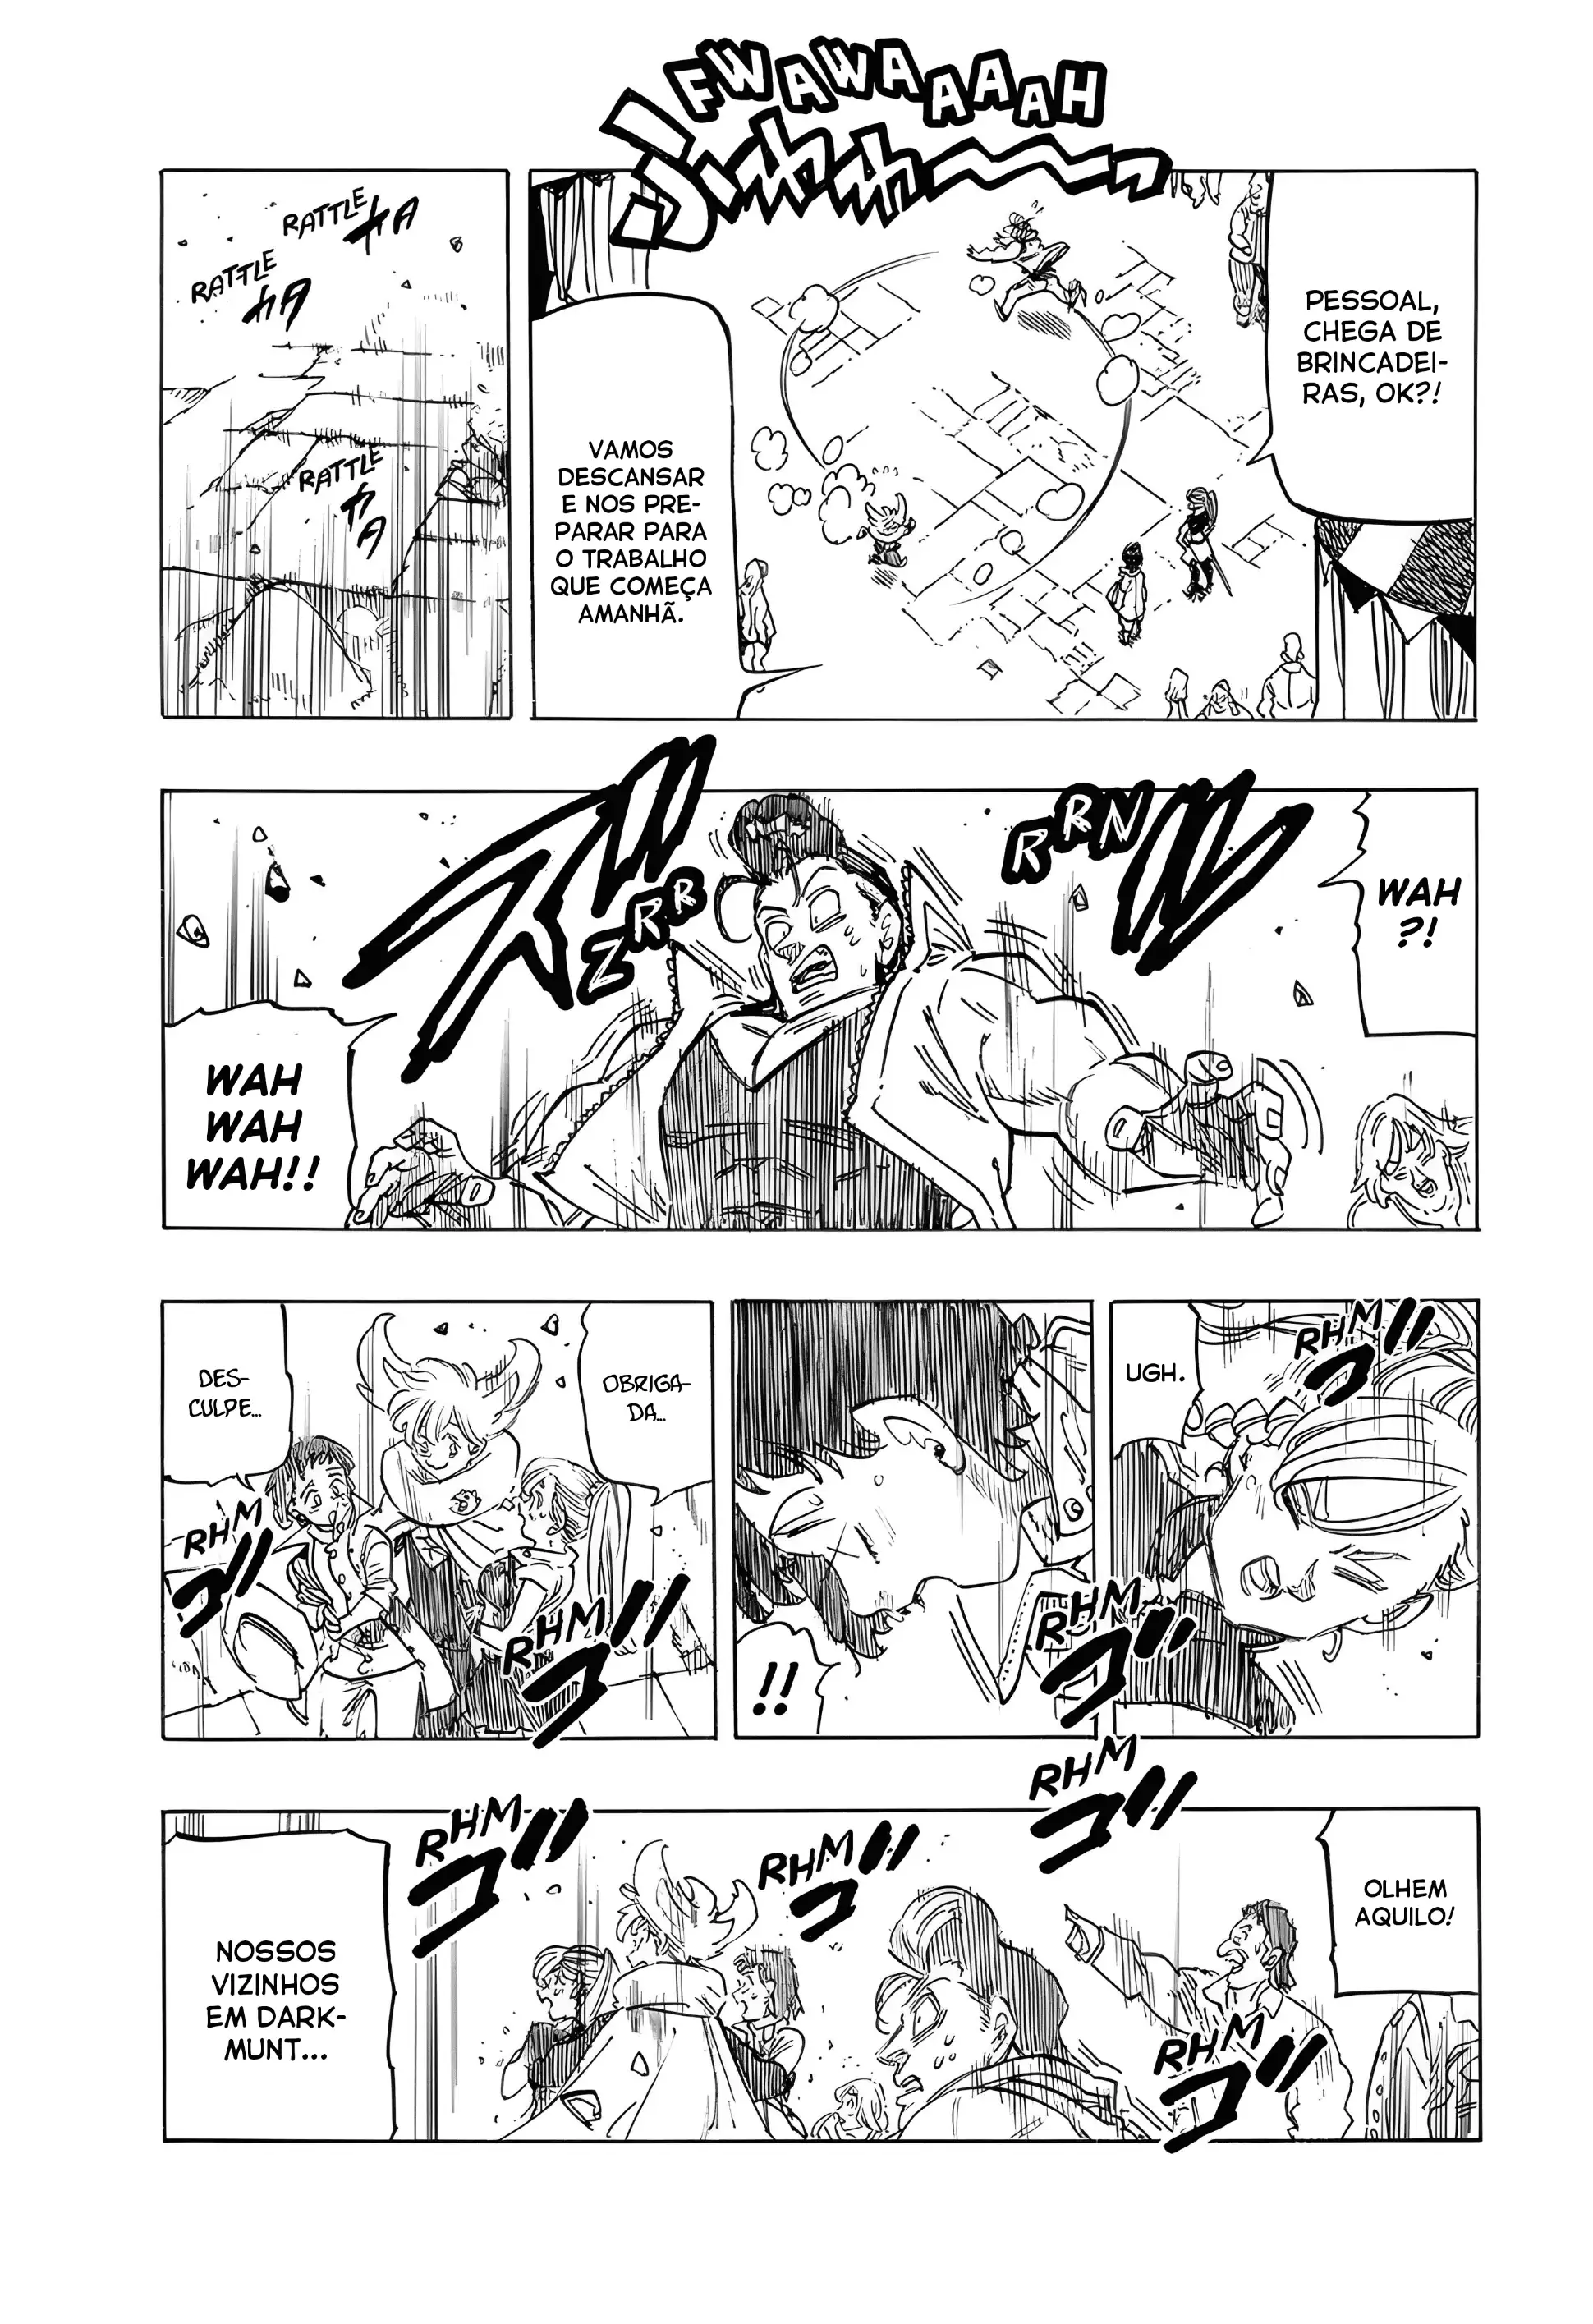 FWAWAAAAAH
PESSOAL,
CHEGA DE
BRINCADEI-
RAS, OK?!
VAMOS
DESCANSAR
E NOS PRE-
PARAR PARA
O TRABALHO
QUE COMEÇA
AMANHÃ.
RATTLE
RATTLE
RATTLE
WAH
?!
RRN
ZRRR
WAH
WAH
WAH!!
RHM
UGH.
RHM
!!
OBRIGA-
DA...
DES-
CULPE...
RHM
RHM
RHM
OLHEM
AQUILO!
RHM
RHM
RHM
NOSSOS
VIZINHOS
EM DARK-
MUNT...